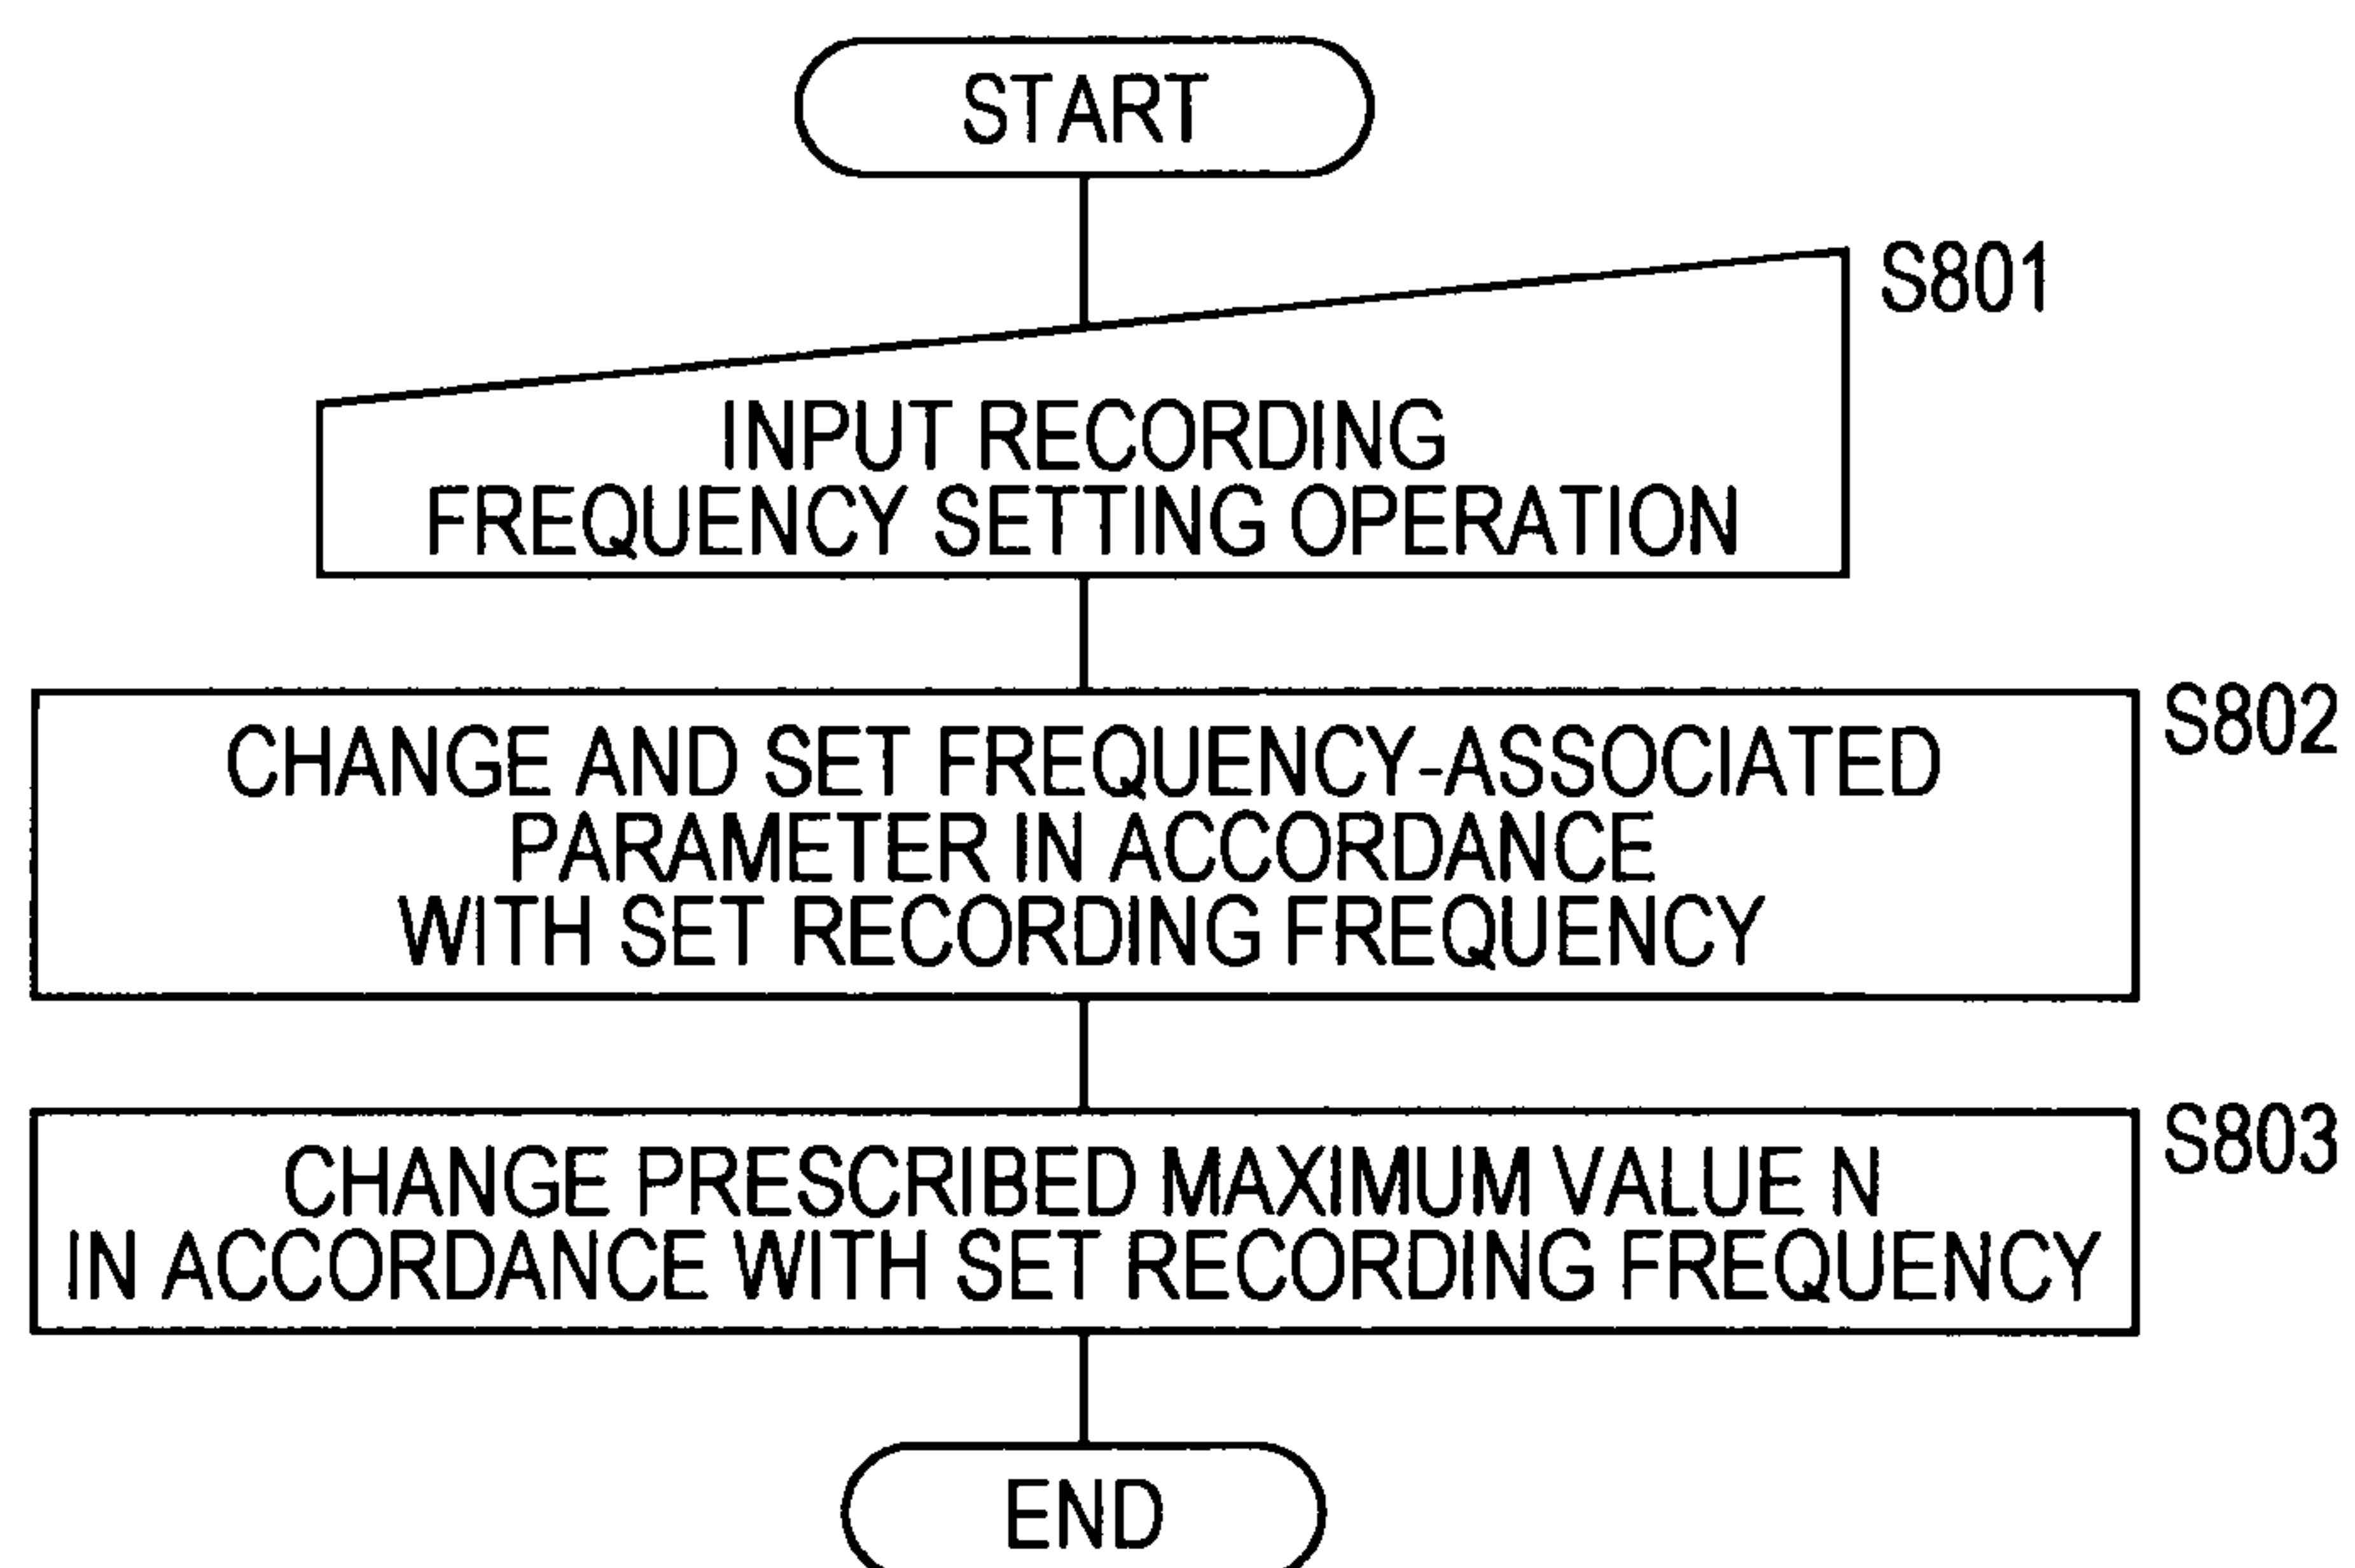 START
S801
INPUT RECORDING
FREQUENCY SETTING OPERATION
S802
CHANGE AND SET FREQUENCY-ASSOCIATED
PARAMETER IN ACCORDANCE
WITH SET RECORDING FREQUENCY
S803
CHANGE PRESCRIBED MAXIMUM VALUE N
IN ACCORDANCE WITH SET RECORDING FREQUENCY
END